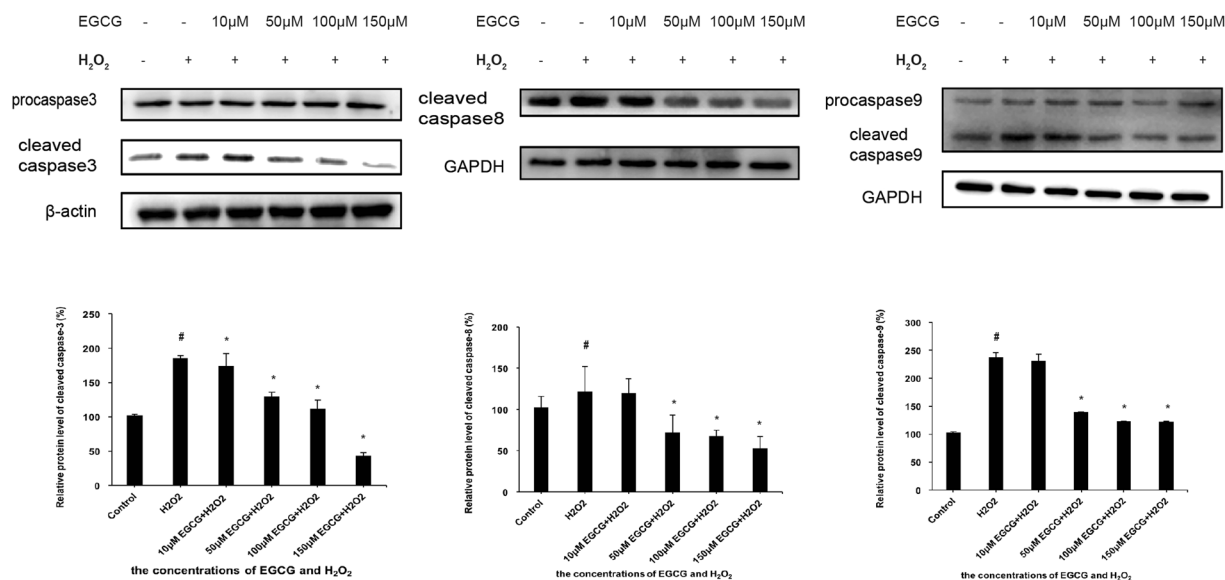 EGCG - - 10μM 50μM 100μM 150μM
H₂O₂ - + + + + +
procaspase3
cleaved
caspase3
β-actin
EGCG - - 10μM 50μM 100μM 150μM
H₂O₂ - + + + + +
cleaved
caspase8
GAPDH
EGCG - - 10μM 50μM 100μM 150μM
H₂O₂ - + + + + +
procaspase9
cleaved
caspase9
GAPDH
Relative protein level of cleaved caspase-3 (%)
250
200
150
100
50
0
# * * * *
Control
H2O2
10μM EGCG+H2O2
50μM EGCG+H2O2
100μM EGCG+H2O2
150μM EGCG+H2O2
the concentrations of EGCG and H₂O₂
Relative protein level of cleaved caspase-8 (%)
200
150
100
50
0
# * * *
Control
H2O2
10μM EGCG+H2O2
50μM EGCG+H2O2
100μM EGCG+H2O2
150μM EGCG+H2O2
the concentrations of EGCG and H₂O₂
Relative protein level of cleaved caspase-9 (%)
300
250
200
150
100
50
0
# * * *
Control
H2O2
10μM EGCG+H2O2
50μM EGCG+H2O2
100μM EGCG+H2O2
150μM EGCG+H2O2
the concentrations of EGCG and H₂O₂